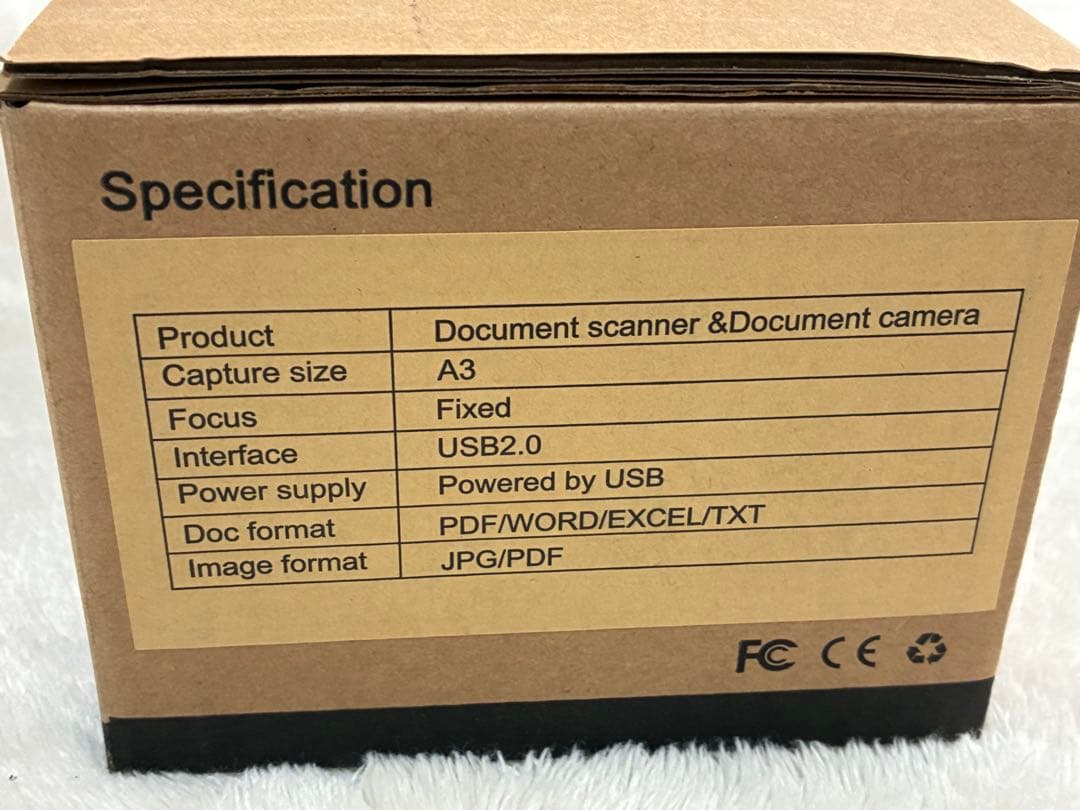 Specification
Product Document scanner &Document camera
Capture size A3
Focus Fixed
Interface USB2.0
Power supply Powered by USB
Doc format PDF/WORD/EXCEL/TXT
Image format JPG/PDF
FC CE